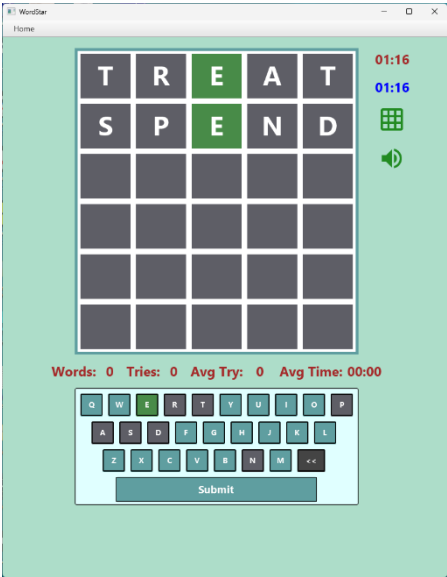 WordStar
Home
T R E A T
01:16
01:16
S P E N D
Words: 0 Tries: 0 Avg Try: 0 Avg Time: 00:00
Q W E R T Y U I O P
A S D F G H J K L
Z X C V B N M <<
Submit